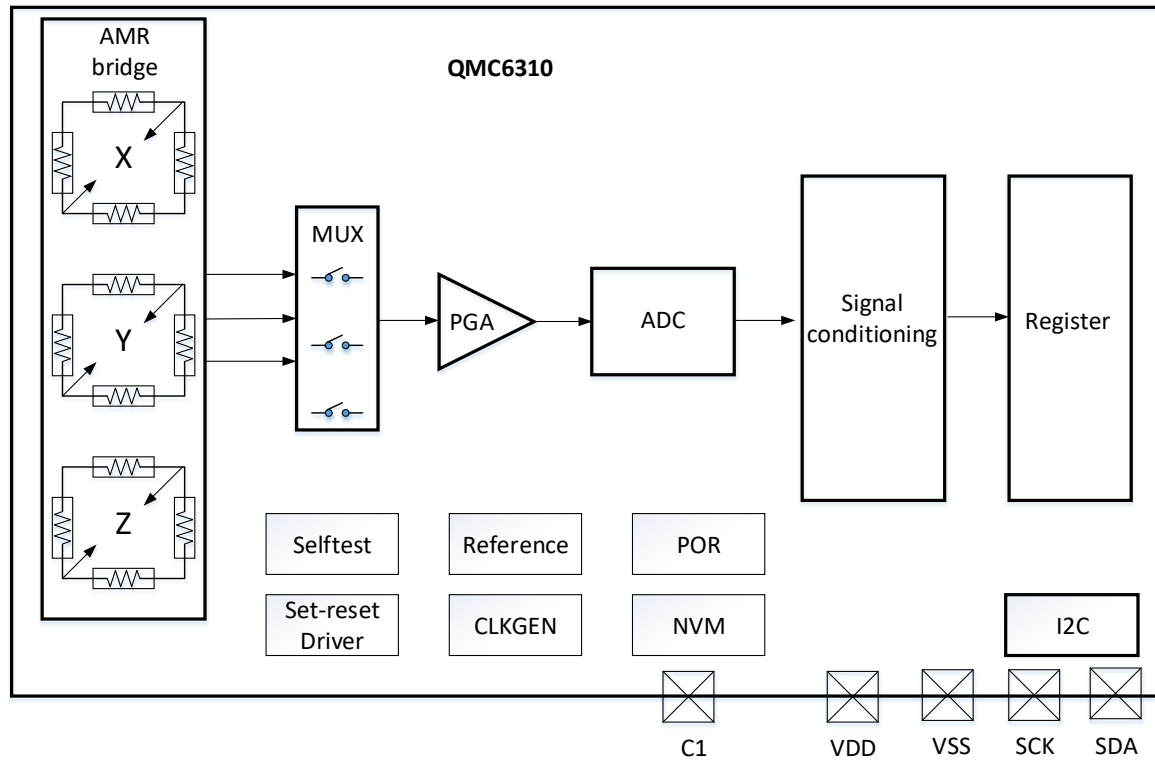 AMR
bridge
QMC6310
X
Y
Z
MUX
PGA
ADC
Signal
conditioning
Register
Selftest
Reference
POR
Set-reset
Driver
CLKGEN
NVM
I2C
C1
VDD
VSS
SCK
SDA